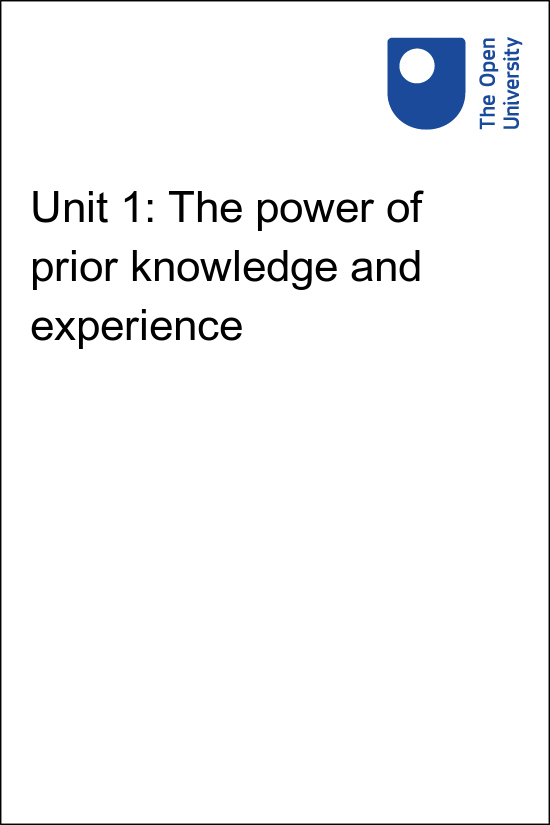 The Open
University
Unit 1: The power of
prior knowledge and
experience